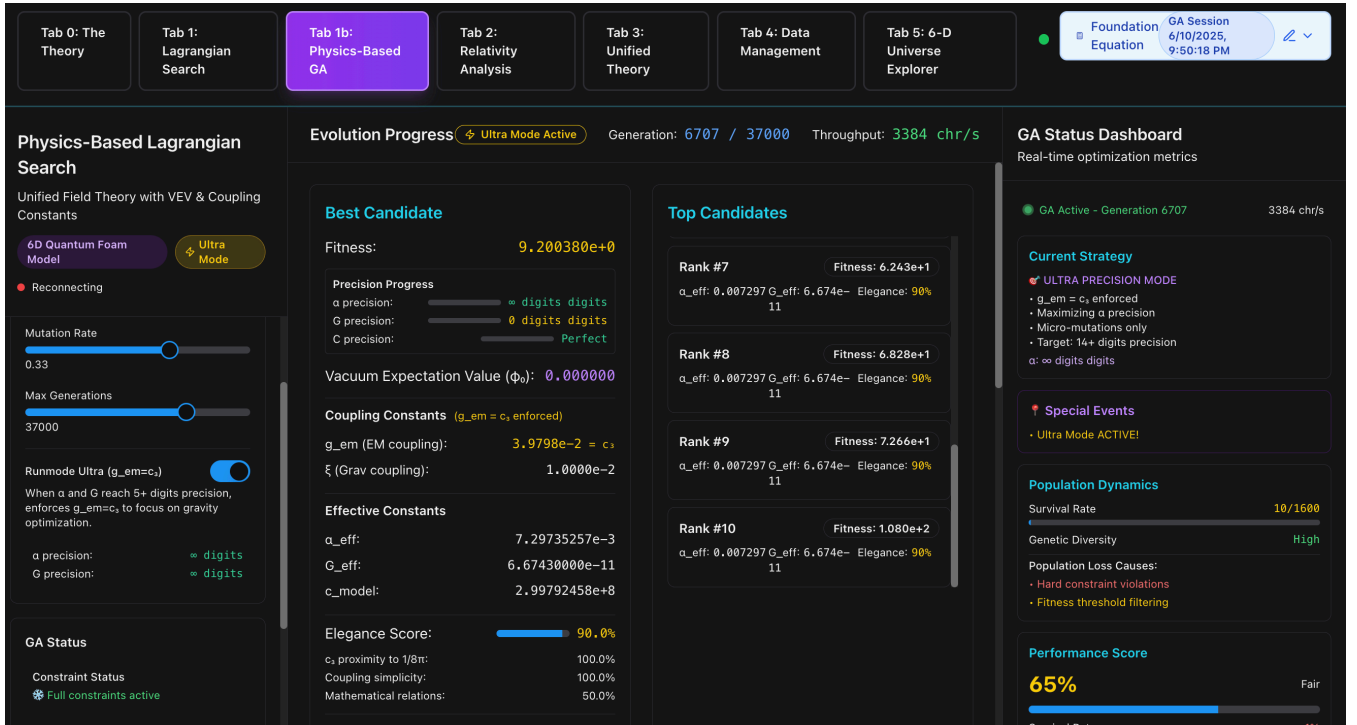 Tab 0: The
Theory
Tab 1:
Lagrangian
Search
Tab 1b:
Physics-Based
GA
Tab 2:
Relativity
Analysis
Tab 3:
Unified
Theory
Tab 4: Data
Management
Tab 5: 6-D
Universe
Explorer
Foundation
Equation
GA Session
6/10/2025,
9:50:18 PM
Physics-Based Lagrangian
Search
Unified Field Theory with VEV & Coupling
Constants
6D Quantum Foam
Model
Ultra
Mode
Reconnecting
Mutation Rate
0.33
Max Generations
37000
Runmode Ultra (g_em=c₃)
When α and G reach 5+ digits precision,
enforces g_em=c₃ to focus on gravity
optimization.
α precision: ∞ digits
G precision: ∞ digits
GA Status
Constraint Status
Full constraints active
Evolution Progress
Ultra Mode Active
Generation: 6707 / 37000
Throughput: 3384 chr/s
Best Candidate
Fitness: 9.200380e+0
Precision Progress
α precision: ∞ digits digits
G precision: 0 digits digits
C precision: Perfect
Vacuum Expectation Value (ϕ₀): 0.000000
Coupling Constants (g_em = c₃ enforced)
g_em (EM coupling): 3.9798e-2 = c₃
ξ (Grav coupling): 1.0000e-2
Effective Constants
α_eff: 7.29735257e-3
G_eff: 6.67430000e-11
c_model: 2.99792458e+8
Elegance Score: 90.0%
c₃ proximity to 1/8π: 100.0%
Coupling simplicity: 100.0%
Mathematical relations: 50.0%
Top Candidates
Rank #7 Fitness: 6.243e+1
α_eff: 0.007297 G_eff: 6.674e- Elegance: 90%
11
Rank #8 Fitness: 6.828e+1
α_eff: 0.007297 G_eff: 6.674e- Elegance: 90%
11
Rank #9 Fitness: 7.266e+1
α_eff: 0.007297 G_eff: 6.674e- Elegance: 90%
11
Rank #10 Fitness: 1.080e+2
α_eff: 0.007297 G_eff: 6.674e- Elegance: 90%
11
GA Status Dashboard
Real-time optimization metrics
GA Active - Generation 6707 3384 chr/s
Current Strategy
🎯 ULTRA PRECISION MODE
• g_em = c₃ enforced
• Maximizing α precision
• Micro-mutations only
• Target: 14+ digits precision
α: ∞ digits digits
📍 Special Events
• Ultra Mode ACTIVE!
Population Dynamics
Survival Rate 10/1600
Genetic Diversity High
Population Loss Causes:
• Hard constraint violations
• Fitness threshold filtering
Performance Score
65% Fair